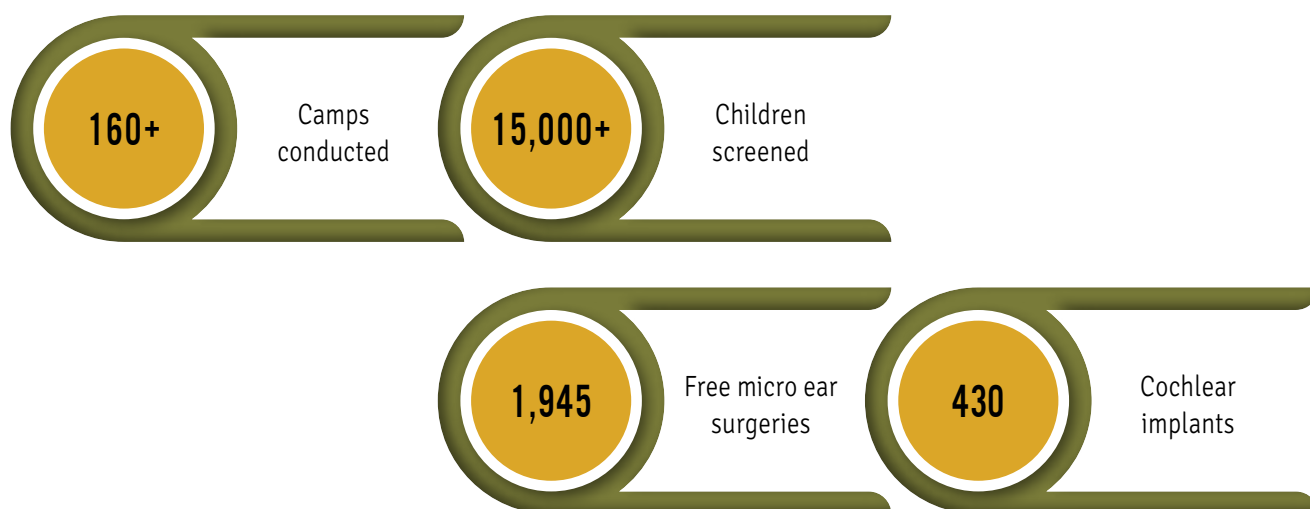 160+
Camps
conducted
15,000+
Children
screened
1,945
Free micro ear
surgeries
430
Cochlear
implants